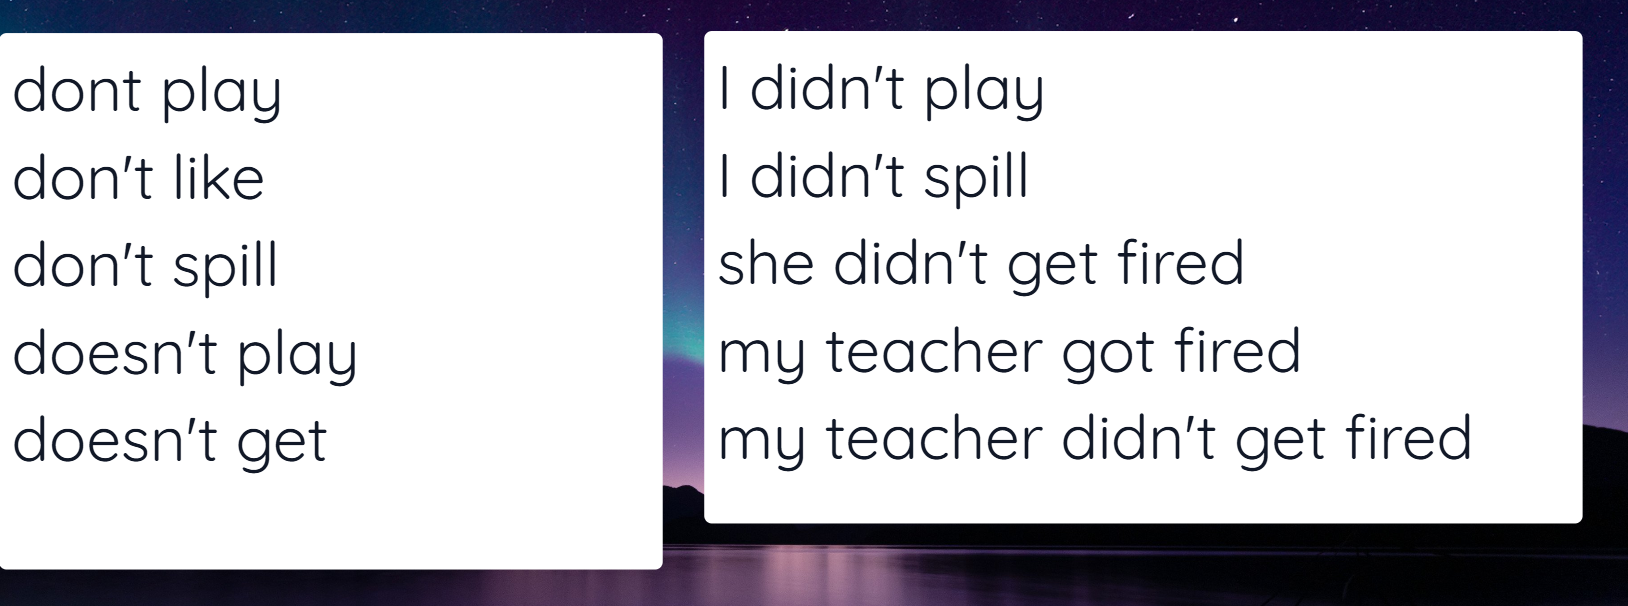 dont play
don't like
don't spill
doesn't play
doesn't get
I didn't play
I didn't spill
she didn't get fired
my teacher got fired
my teacher didn't get fired